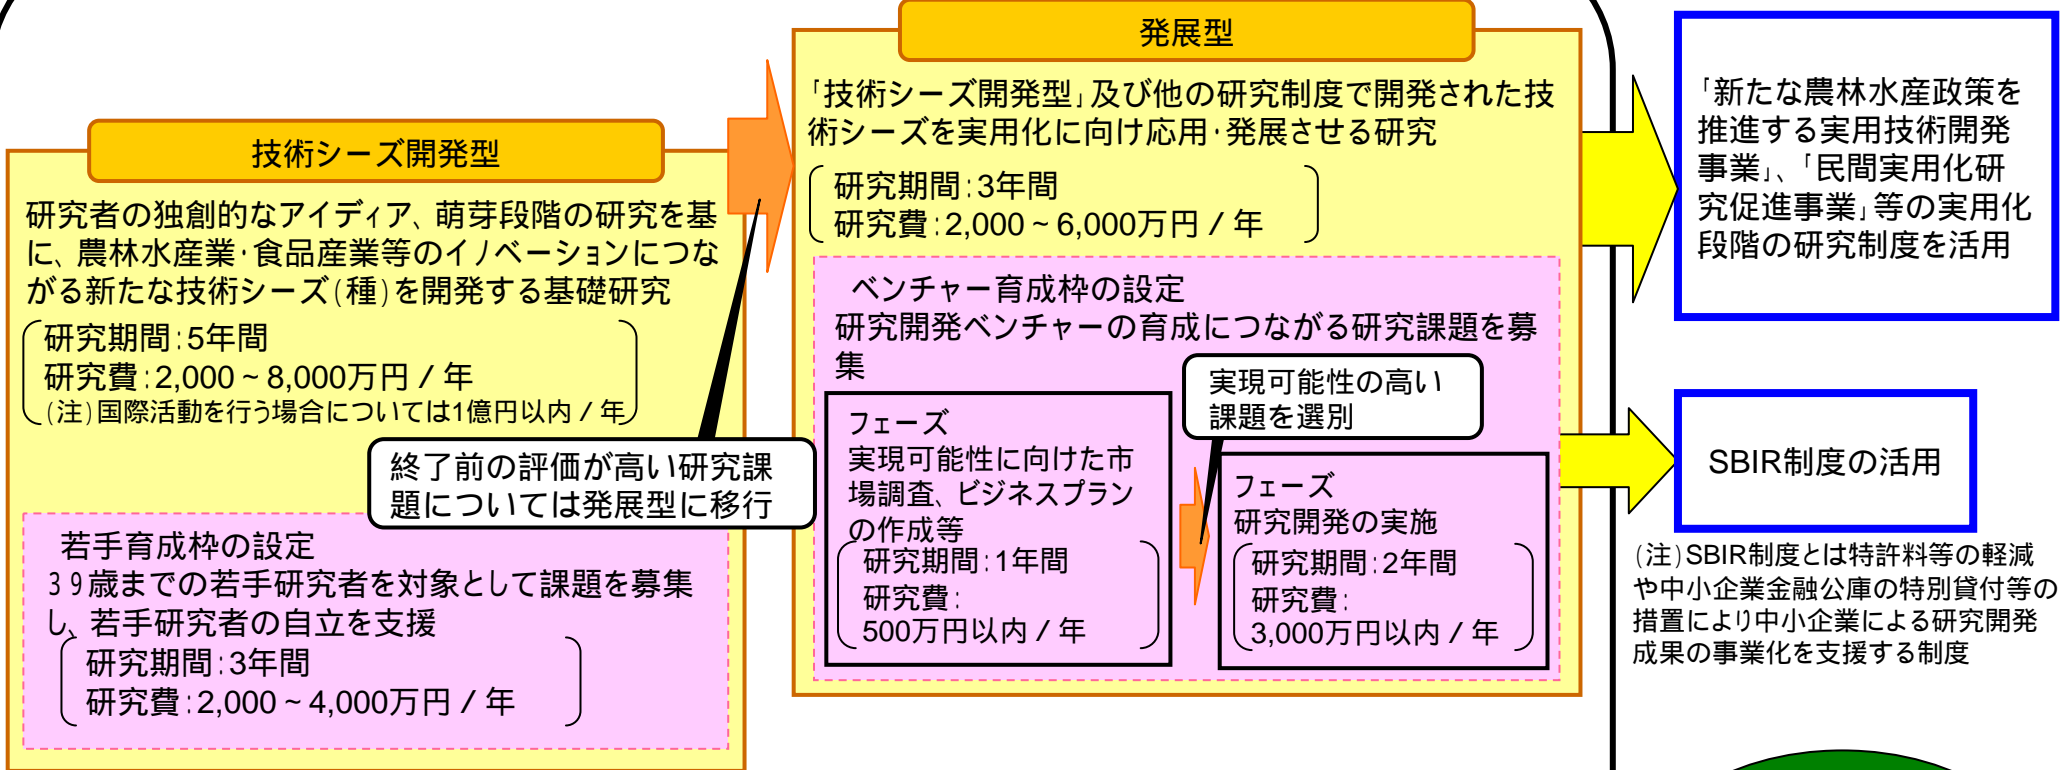 技術シーズ開発型
研究者の独創的なアイディア、萌芽段階の研究を基
に、農林水産業・食品産業等のイノベーションにつな
がる新たな技術シーズ(種)を開発する基礎研究
研究期間:5年間
研究費:2,000~8,000万円/年
(注)国際活動を行う場合については1億円以内/年
終了前の評価が高い研究課
題については発展型に移行
若手育成枠の設定
39歳までの若手研究者を対象として課題を募集
し、若手研究者の自立を支援
研究期間:3年間
研究費:2,000~4,000万円/年
発展型
「技術シーズ開発型」及び他の研究制度で開発された技
術シーズを実用化に向け応用・発展させる研究
研究期間:3年間
研究費:2,000~6,000万円/年
ベンチャー育成枠の設定
研究開発ベンチャーの育成につながる研究課題を募
集
フェーズ
実現可能性に向けた市
場調査、ビジネスプラン
の作成等
研究期間:1年間
研究費:
500万円以内/年
実現可能性の高い
課題を選別
フェーズ
研究開発の実施
研究期間:2年間
研究費:
3,000万円以内/年
「新たな農林水産政策を
推進する実用技術開発
事業」、「民間実用化研
究促進事業」等の実用化
段階の研究制度を活用
SBIR制度の活用
(注)SBIR制度とは特許料等の軽減
や中小企業金融公庫の特別貸付等の
措置により中小企業による研究開発
成果の事業化を支援する制度